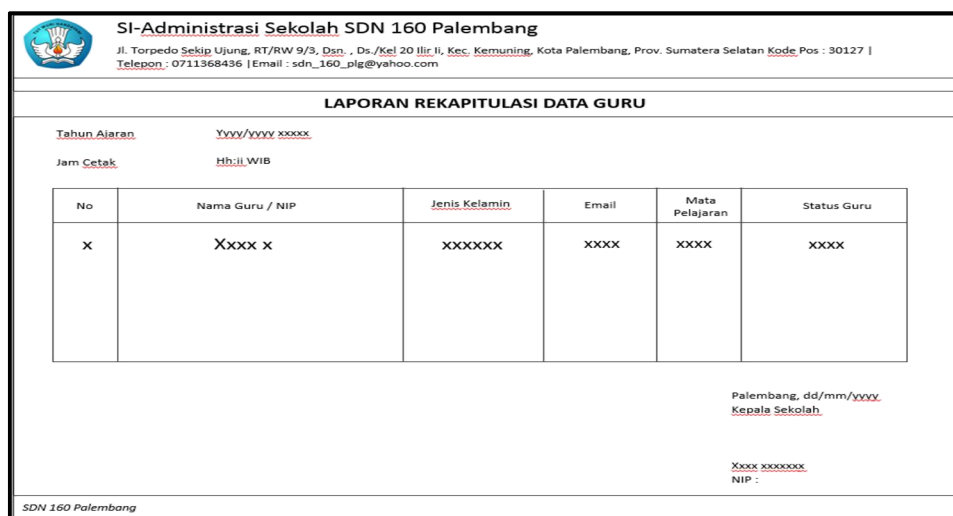 SI-Administrasi Sekolah SDN 160 Palembang
Jl. Torpedo Sekip Ujung, RT/RW 9/3, Dsn. , Ds./Kel 20 Ilir Ii, Kec. Kemuning, Kota Palembang, Prov. Sumatera Selatan Kode Pos : 30127 |
Telepon : 0711368436 |Email : sdn_160_plg@yahoo.com
LAPORAN REKAPITULASI DATA GURU
Tahun Ajaran Yyyy/yyyy xxxxx
Jam Cetak Hh:ii WIB
No Nama Guru / NIP Jenis Kelamin Email Mata Pelajaran Status Guru
x Xxxx x xxxxxx xxxx xxxx xxxx
Palembang, dd/mm/yyyy
Kepala Sekolah
Xxxx xxxxxxx
NIP :
SDN 160 Palembang